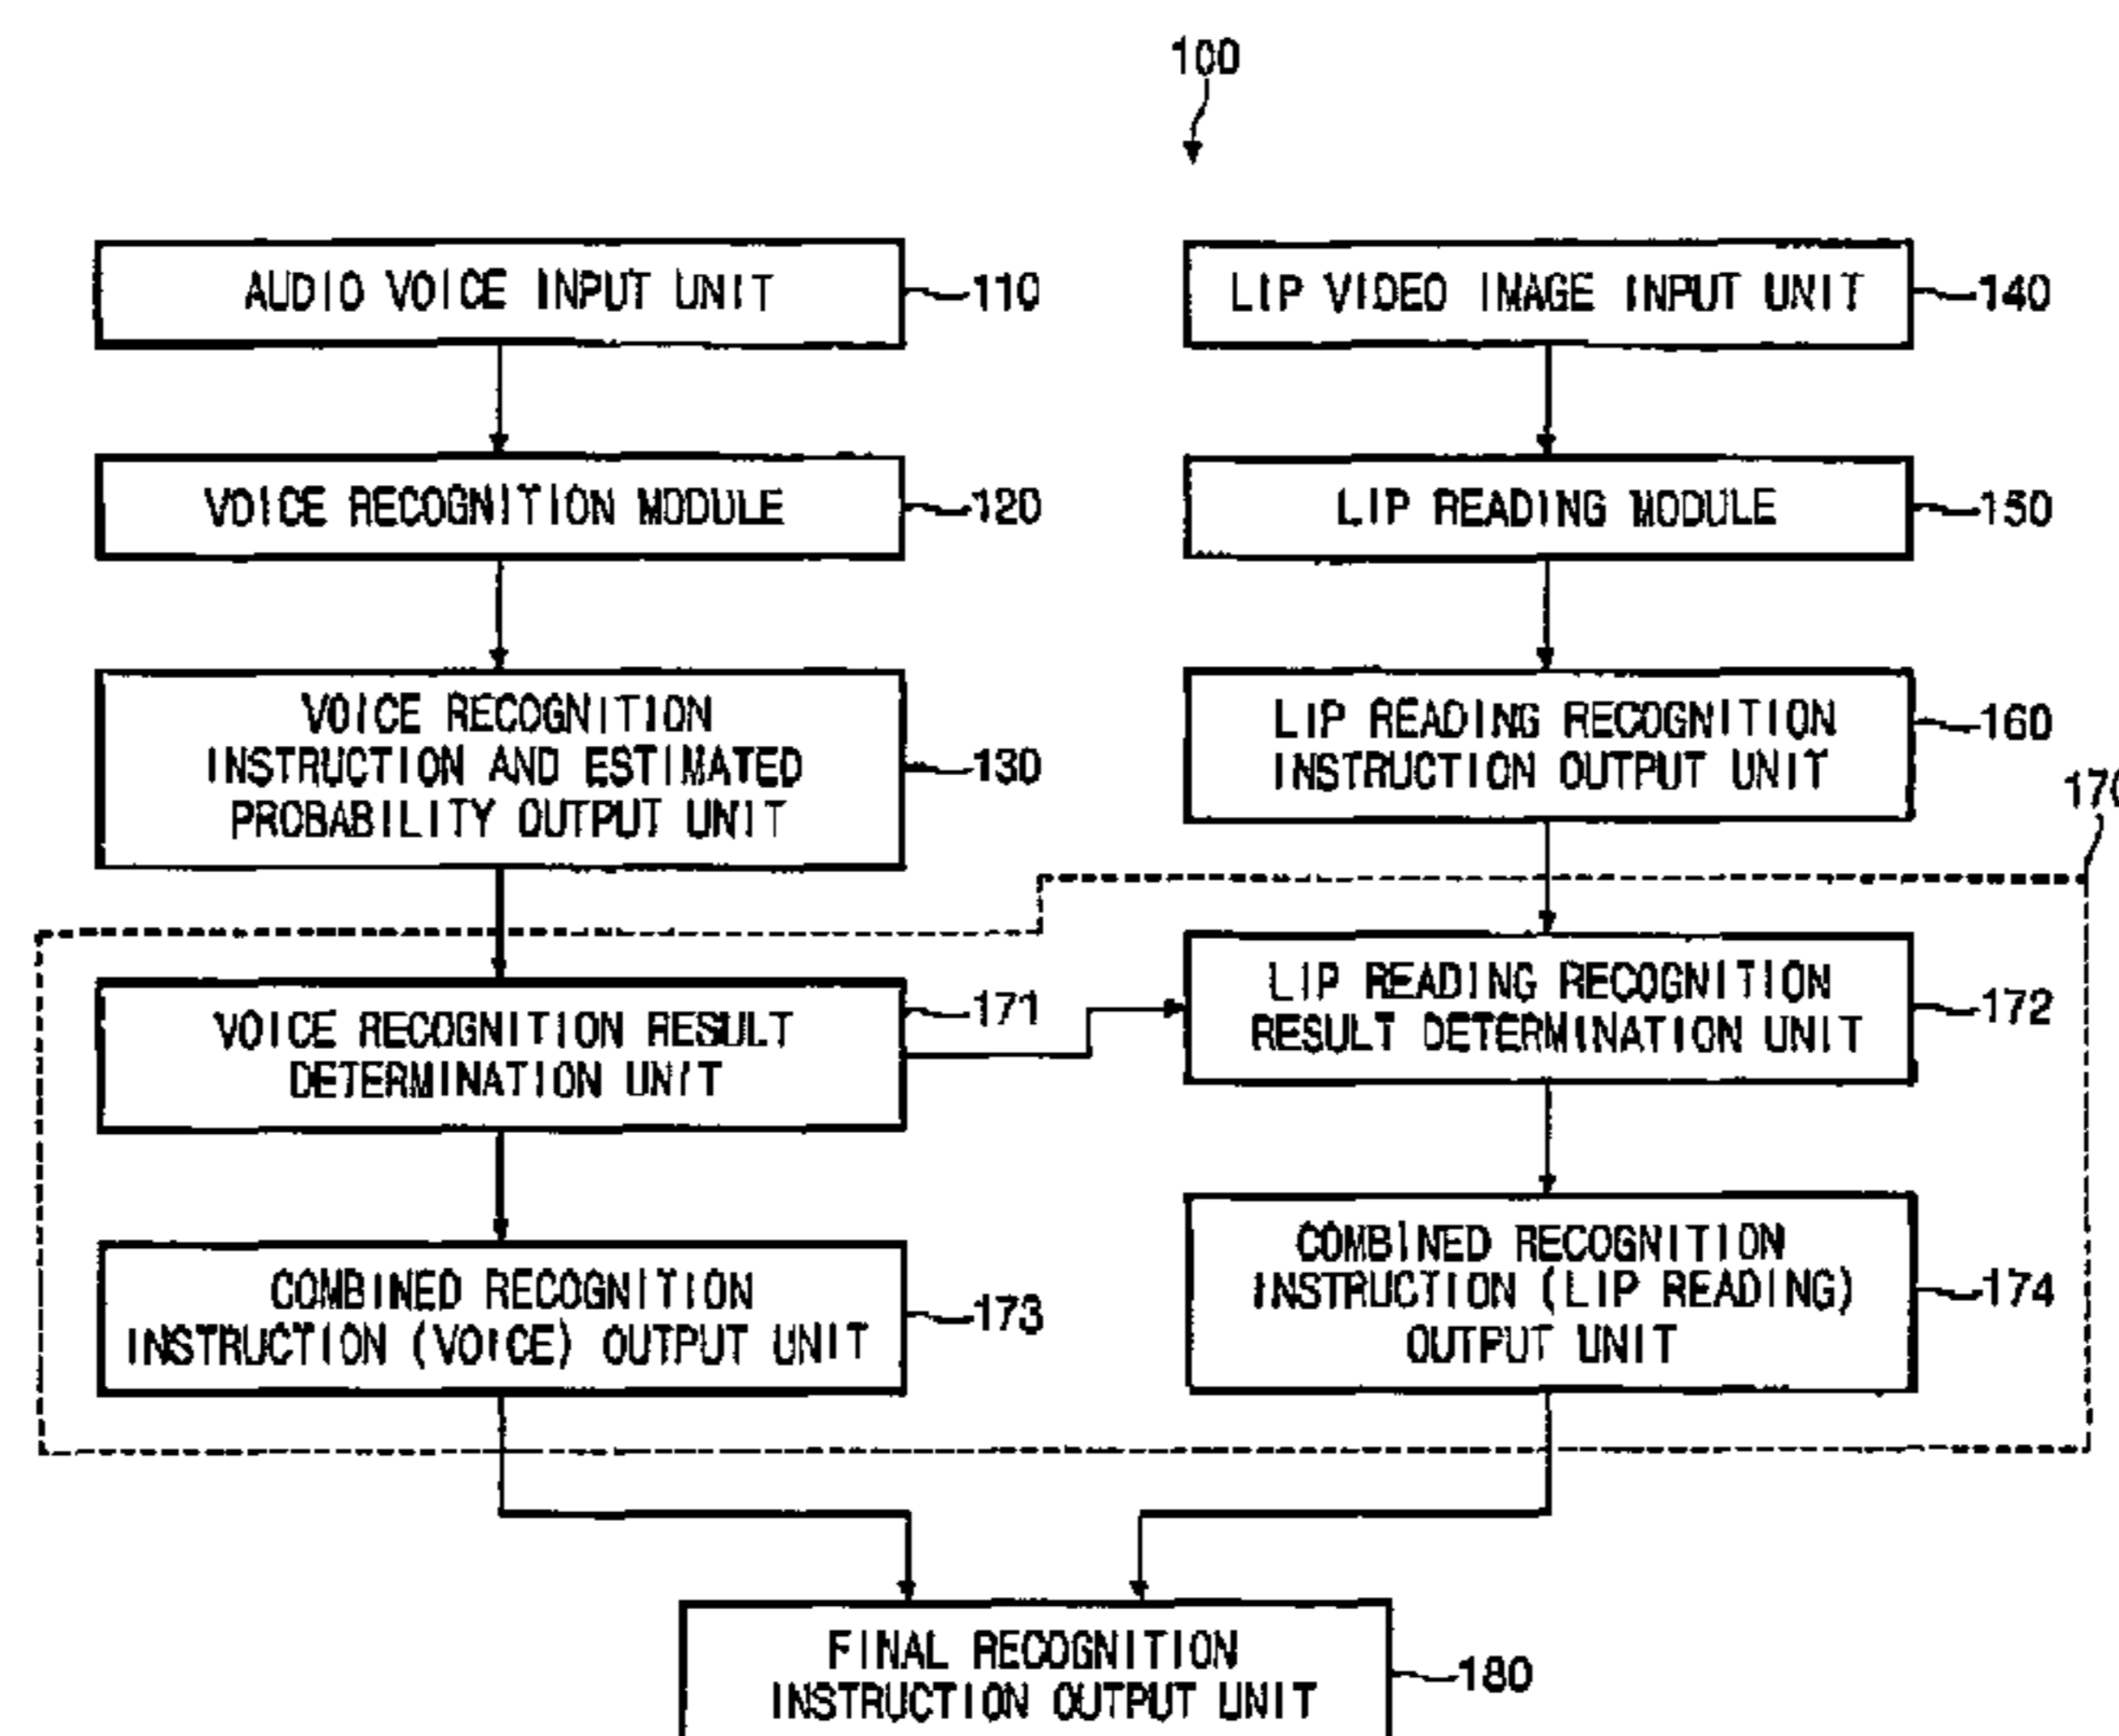 100
AUDIO VOICE INPUT UNIT
110
LIP VIDEO IMAGE INPUT UNIT
140
VOICE RECOGNITION MODULE
120
LIP READING MODULE
150
VOICE RECOGNITION
INSTRUCTION AND ESTIMATED
PROBABILITY OUTPUT UNIT
130
LIP READING RECOGNITION
INSTRUCTION OUTPUT UNIT
160
170
VOICE RECOGNITION RESULT
DETERMINATION UNIT
171
LIP READING RECOGNITION
RESULT DETERMINATION UNIT
172
COMBINED RECOGNITION
INSTRUCTION (VOICE) OUTPUT UNIT
173
COMBINED RECOGNITION
INSTRUCTION (LIP READING)
OUTPUT UNIT
174
FINAL RECOGNITION
INSTRUCTION OUTPUT UNIT
180